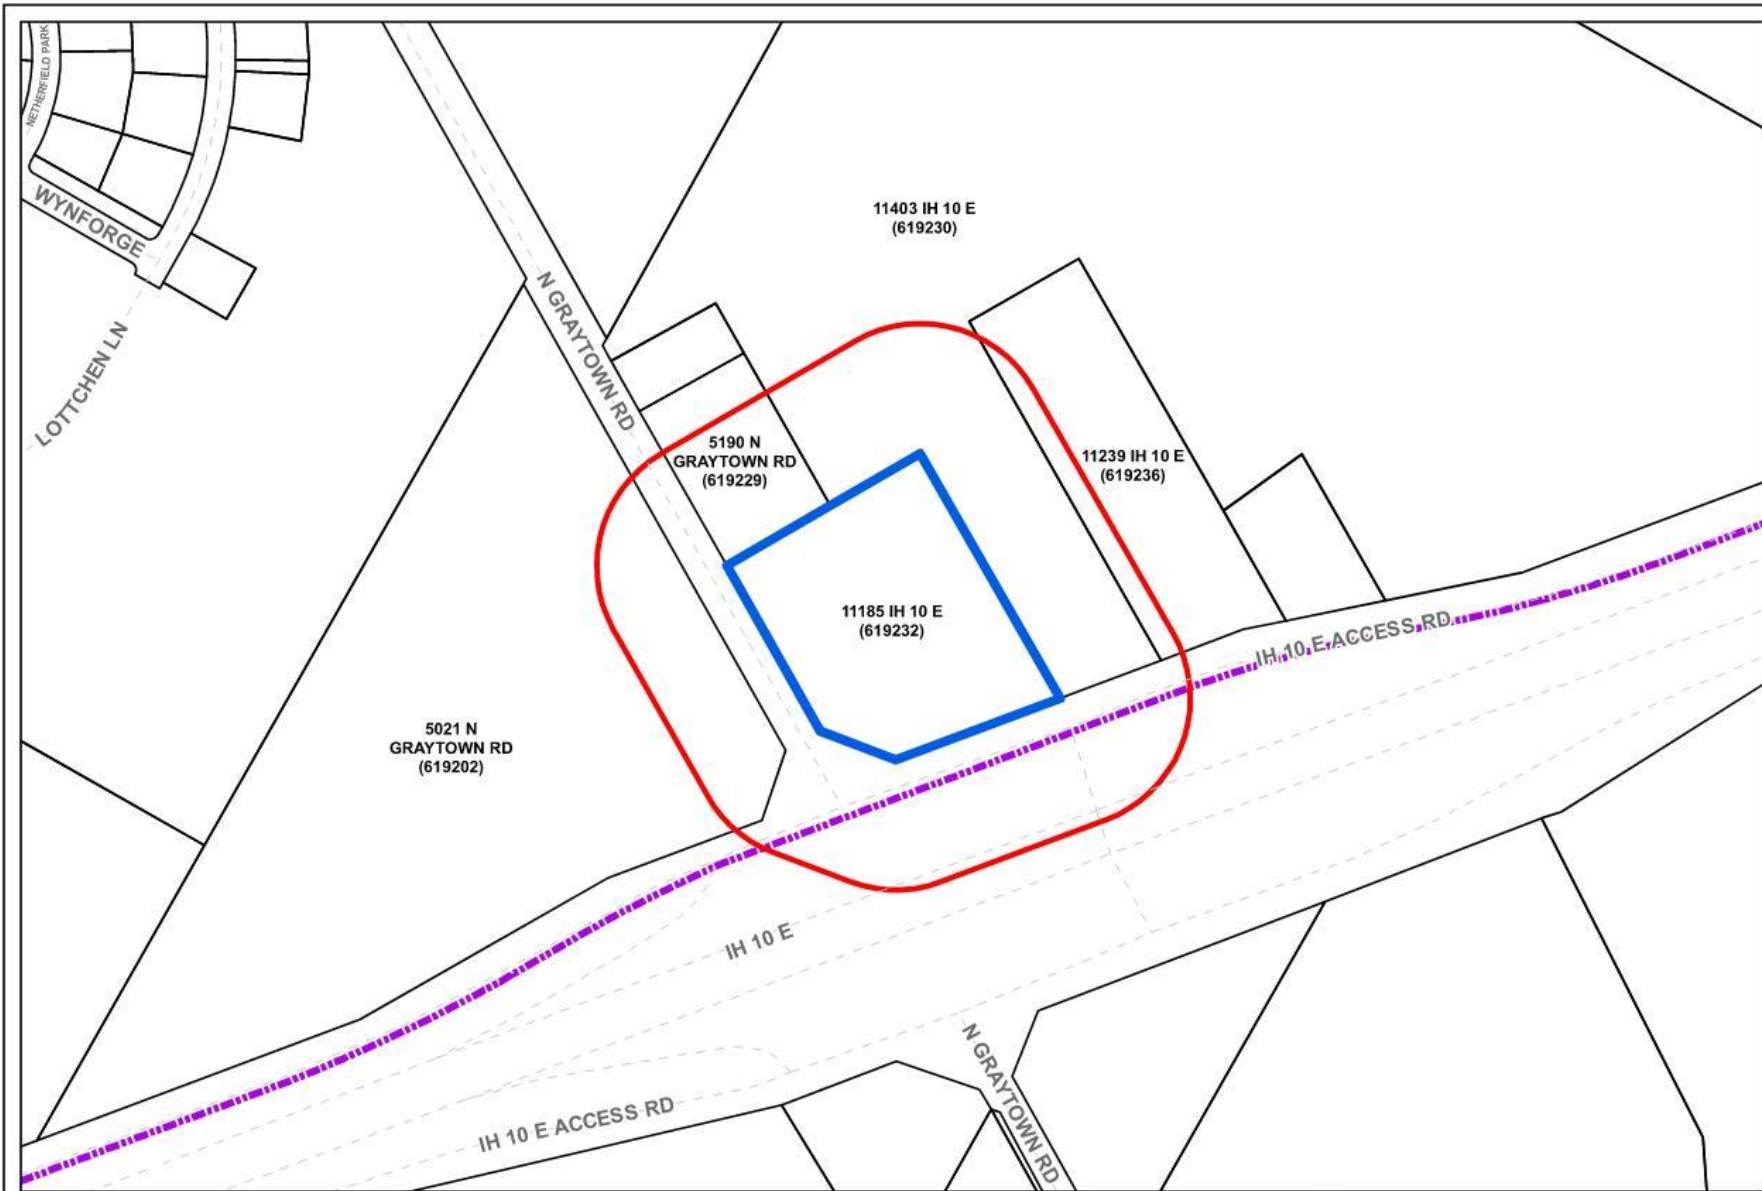 NETHERFIELD PARK
WYNFORGE
LOTTCHEN LN
N GRAYTOWN RD
11403 IH 10 E
(619230)
5190 N
GRAYTOWN RD
(619229)
11239 IH 10 E
(619236)
11185 IH 10 E
(619232)
5021 N
GRAYTOWN RD
(619202)
IH 10 E ACCESS RD
IH 10 E
IH 10 E ACCESS RD
N GRAYTOWN RD